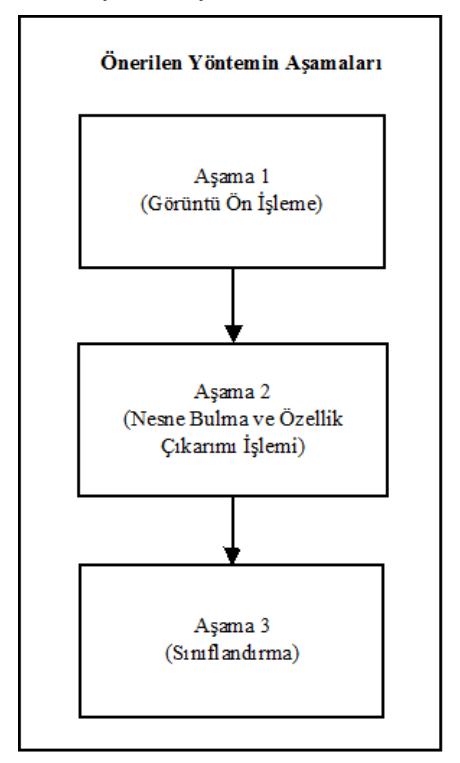 Önerilen Yöntemin Aşamaları
Aşama 1
(Görüntü Ön İşleme)
Aşama 2
(Nesne Bulma ve Özellik
Çıkarımı İşlemi)
Aşama 3
(Sınıflandırma)